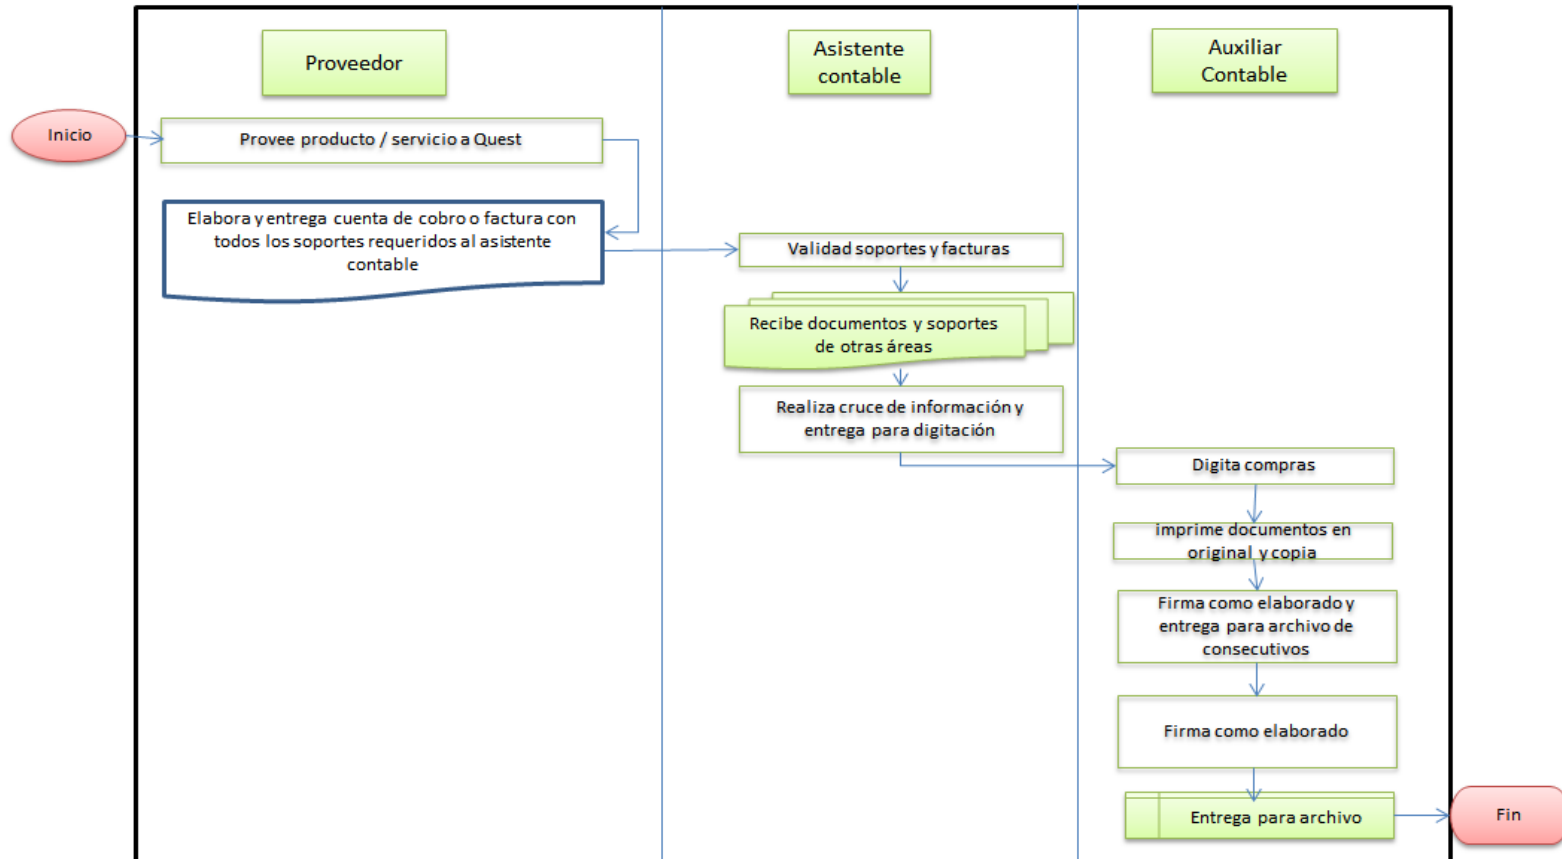 Proveedor
Asistente
contable
Auxiliar
Contable
Inicio
Provee producto / servicio a Quest
Elabora y entrega cuenta de cobro o factura con
todos los soportes requeridos al asistente
contable
Validad soportes y facturas
Recibe documentos y soportes
de otras áreas
Realiza cruce de información y
entrega para digitación
Digita compras
imprime documentos en
original y copia
Firma como elaborado y
entrega para archivo de
consecutivos
Firma como elaborado
Entrega para archivo
Fin